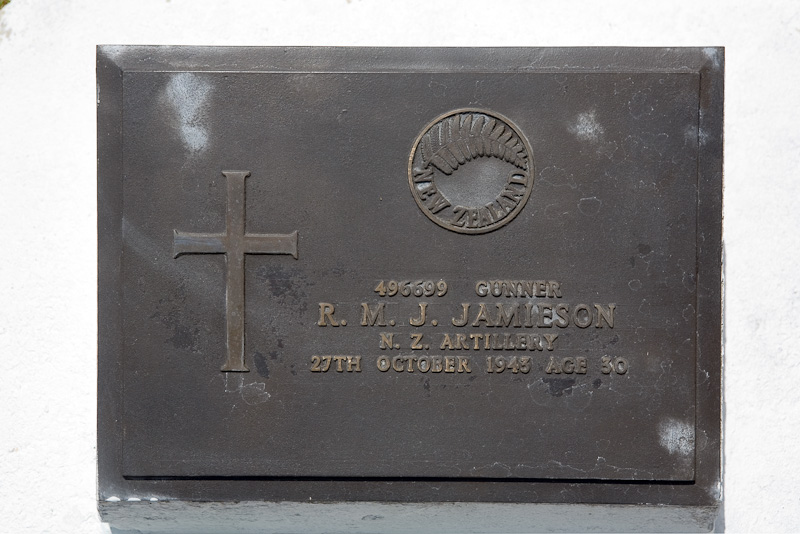 NEW ZEALAND
496699 GUNNER
R. M. J. JAMIESON
N. Z. ARTILLERY
27TH OCTOBER 1943 AGE 30